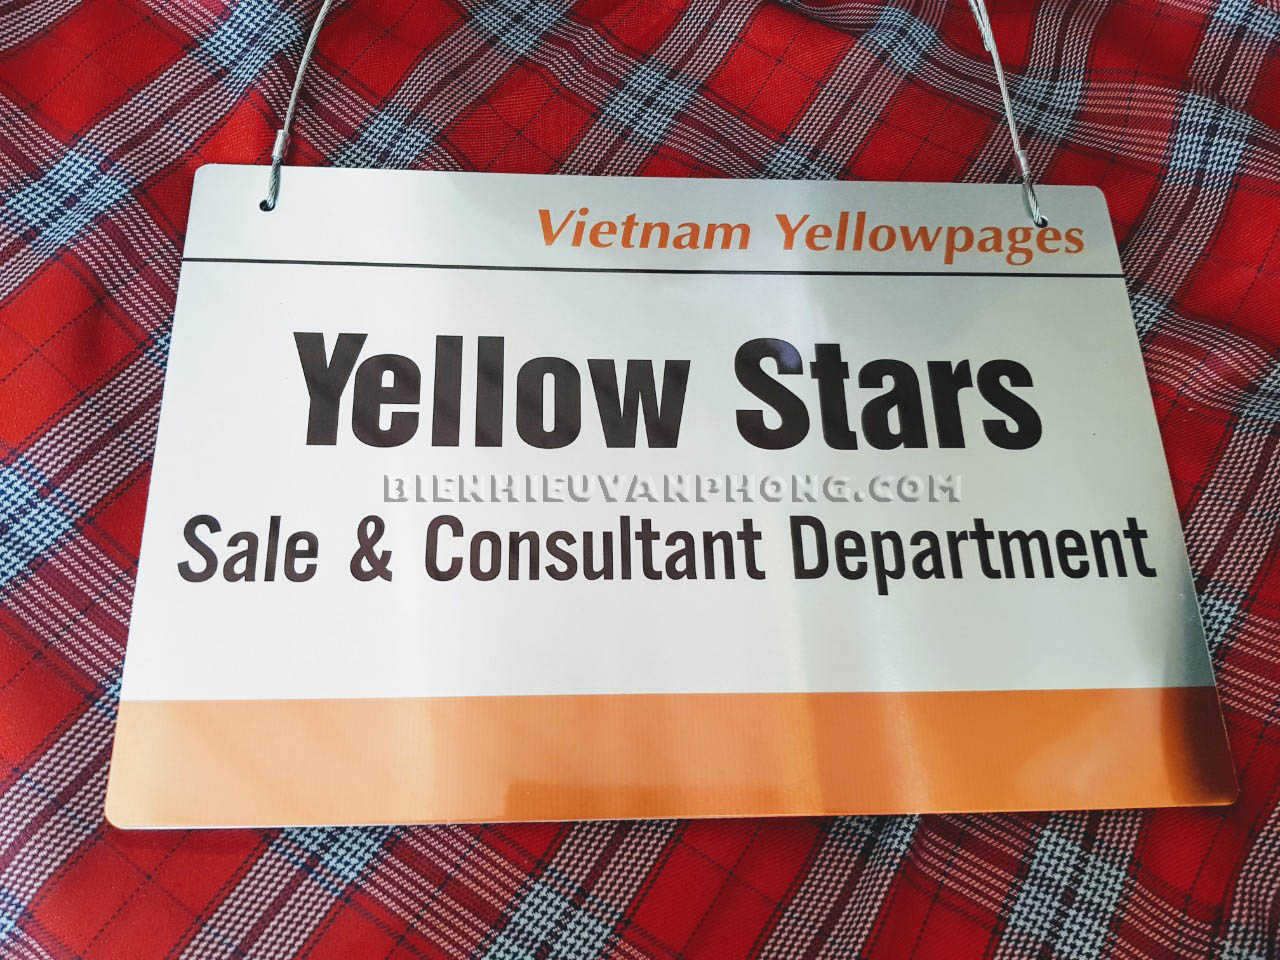 Vietnam Yellowpages
Yellow Stars
BIENHIEUVANPHONG.COM
Sale & Consultant Department